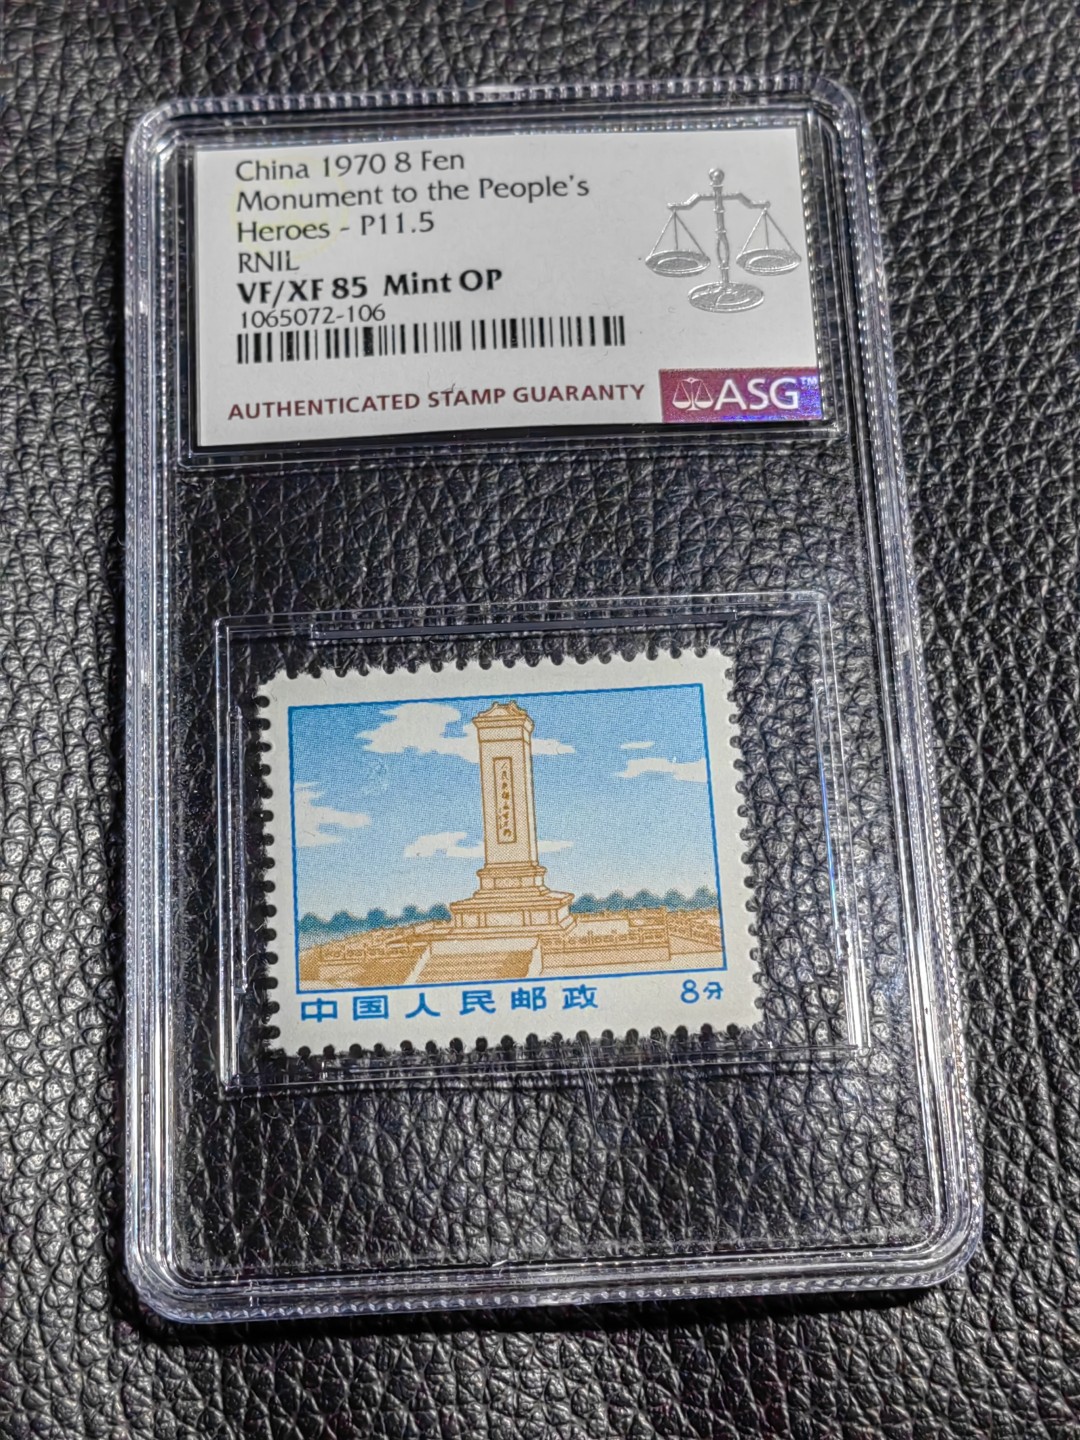 China 1970 8 Fen
Monument to the People's
Heroes - P11.5
RNIL
VF/XF 85 Mint OP
1065072-106
AUTHENTICATED STAMP GUARANTY
ASG™
中国人民邮政
8分